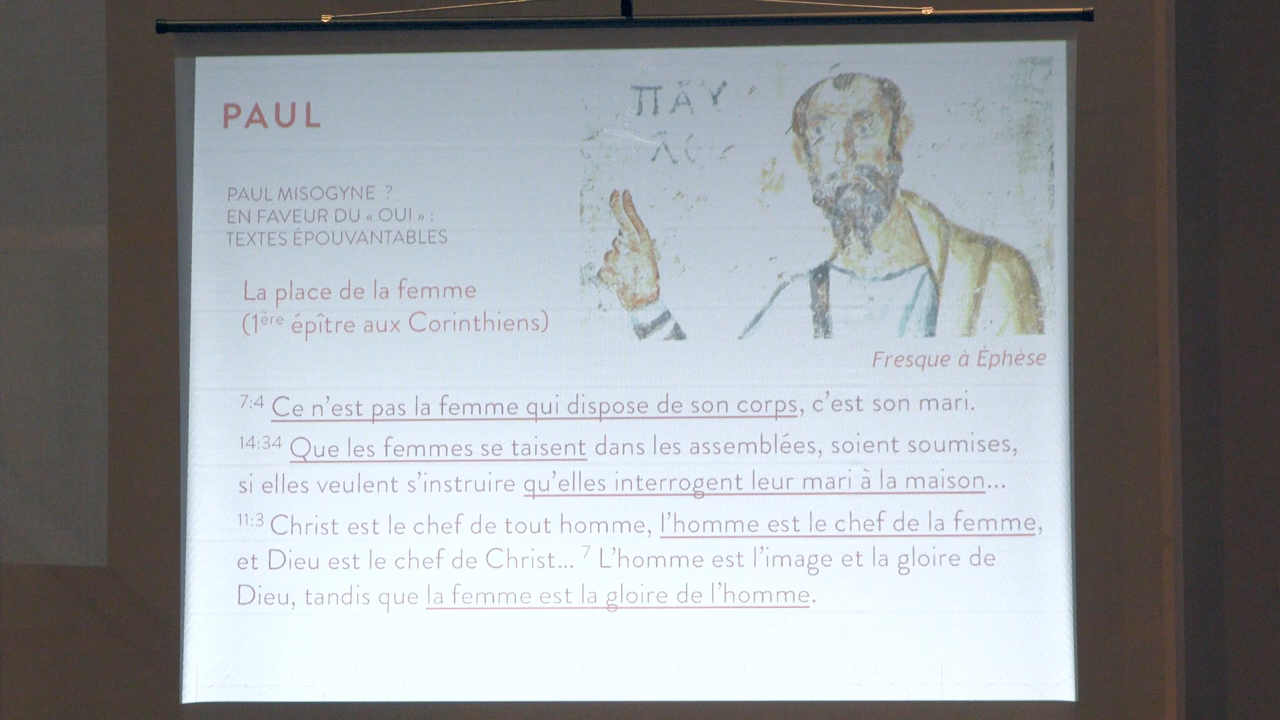 PAUL
ΠΑΥ
ΛΟ
PAUL MISOGYNE ?
EN FAVEUR DU « OUI » :
TEXTES ÉPOUVANTABLES
La place de la femme
(1ère épître aux Corinthiens)
Fresque à Éphèse
7:4 Ce n'est pas la femme qui dispose de son corps, c'est son mari.
14:34 Que les femmes se taisent dans les assemblées, soient soumises,
si elles veulent s'instruire qu'elles interrogent leur mari à la maison...
11:3 Christ est le chef de tout homme, l'homme est le chef de la femme,
et Dieu est le chef de Christ... 7 L'homme est l'image et la gloire de
Dieu, tandis que la femme est la gloire de l'homme.